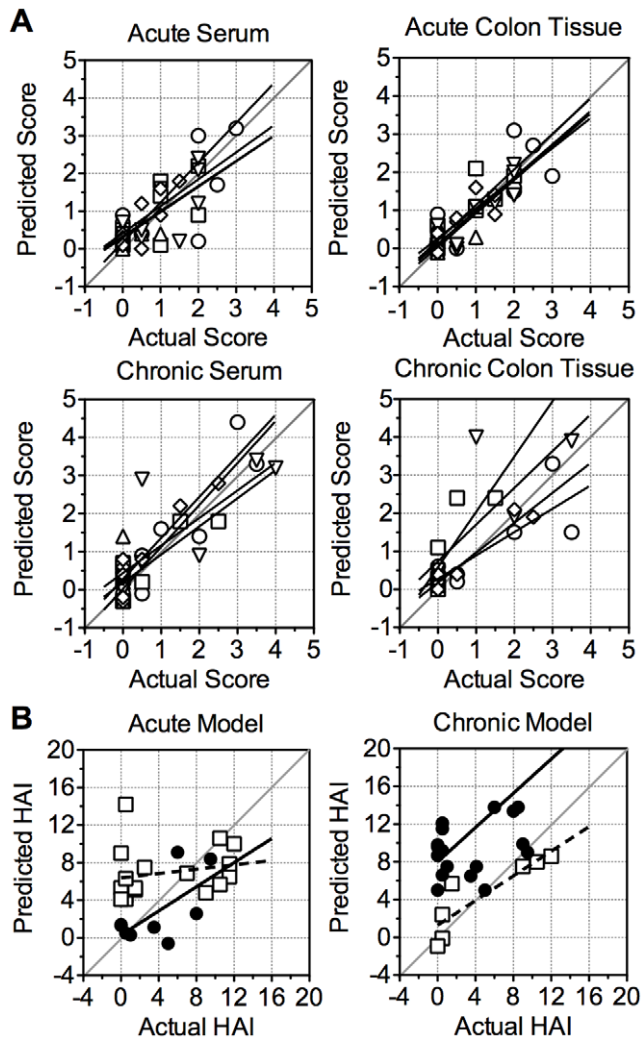 A
Acute Serum
Acute Colon Tissue
Predicted Score
5
4
3
2
1
0
-1
-1 0 1 2 3 4 5
Actual Score
Predicted Score
5
4
3
2
1
0
-1
-1 0 1 2 3 4 5
Actual Score
Chronic Serum
Chronic Colon Tissue
Predicted Score
5
4
3
2
1
0
-1
-1 0 1 2 3 4 5
Actual Score
Predicted Score
5
4
3
2
1
0
-1
-1 0 1 2 3 4 5
Actual Score
B
Acute Model
Chronic Model
Predicted HAI
20
16
12
8
4
0
-4
-4 0 4 8 12 16 20
Actual HAI
Predicted HAI
20
16
12
8
4
0
-4
-4 0 4 8 12 16 20
Actual HAI